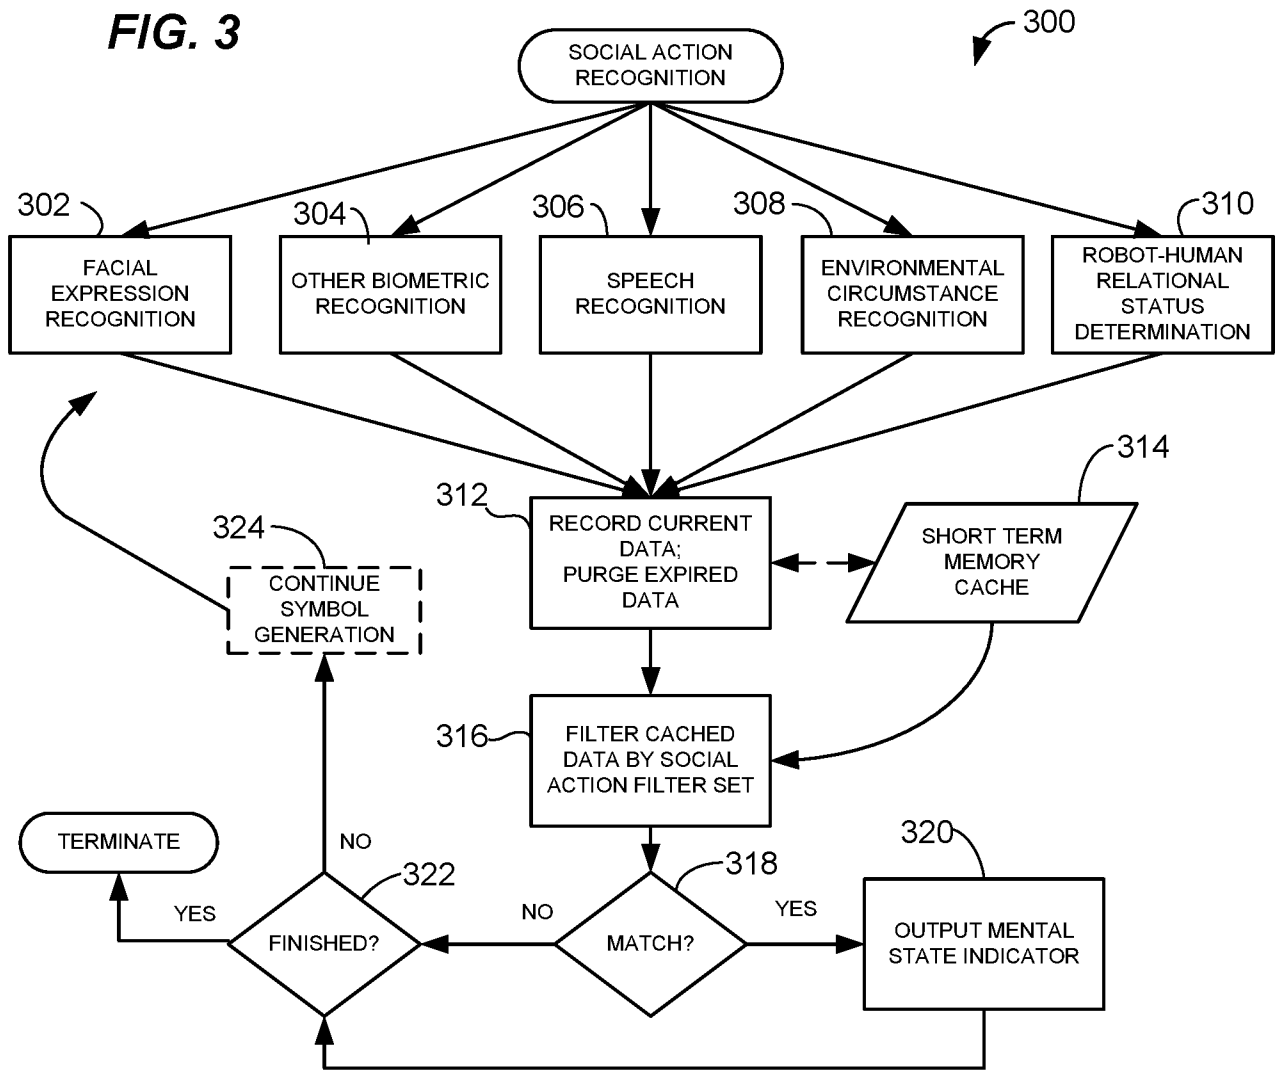 FIG. 3
300
SOCIAL ACTION
RECOGNITION
302
304
306
308
310
FACIAL
EXPRESSION
RECOGNITION
OTHER BIOMETRIC
RECOGNITION
SPEECH
RECOGNITION
ENVIRONMENTAL
CIRCUMSTANCE
RECOGNITION
ROBOT-HUMAN
RELATIONAL
STATUS
DETERMINATION
312
RECORD CURRENT
DATA;
PURGE EXPIRED
DATA
314
SHORT TERM
MEMORY
CACHE
324
CONTINUE
SYMBOL
GENERATION
316
FILTER CACHED
DATA BY SOCIAL
ACTION FILTER SET
TERMINATE
NO
322
318
320
YES
FINISHED?
NO
MATCH?
YES
OUTPUT MENTAL
STATE INDICATOR